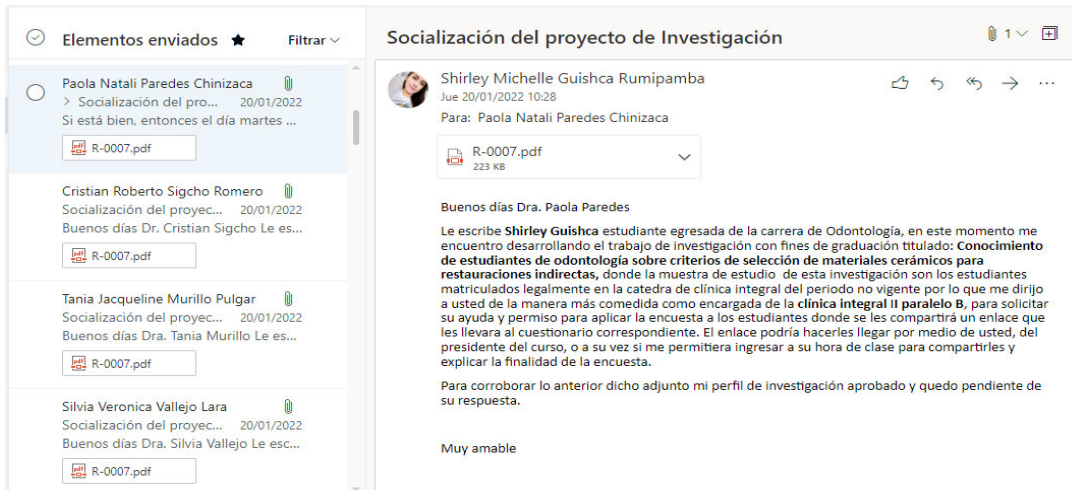 Elementos enviados ★ Filtrar
Paola Natali Paredes Chinizaca
> Socialización del pro... 20/01/2022
Si está bien, entonces el día martes ...
R-0007.pdf
Cristian Roberto Sigcho Romero
Socialización del proyec... 20/01/2022
Buenos días Dr. Cristian Sigcho Le es...
R-0007.pdf
Tania Jacqueline Murillo Pulgar
Socialización del proyec... 20/01/2022
Buenos días Dra. Tania Murillo Le es...
R-0007.pdf
Silvia Veronica Vallejo Lara
Socialización del proyec... 20/01/2022
Buenos días Dra. Silvia Vallejo Le esc...
R-0007.pdf
Socialización del proyecto de Investigación
1
Shirley Michelle Guishca Rumipamba
Jue 20/01/2022 10:28
Para: Paola Natali Paredes Chinizaca
R-0007.pdf
223 KB
Buenos días Dra. Paola Paredes
Le escribe Shirley Guishca estudiante egresada de la carrera de Odontología, en este momento me
encuentro desarrollando el trabajo de investigación con fines de graduación titulado: Conocimiento
de estudiantes de odontología sobre criterios de selección de materiales cerámicos para
restauraciones indirectas, donde la muestra de estudio de esta investigación son los estudiantes
matriculados legalmente en la catedra de clínica integral del periodo no vigente por lo que me dirijo
a usted de la manera más comedida como encargada de la clínica integral II paralelo B, para solicitar
su ayuda y permiso para aplicar la encuesta a los estudiantes donde se les compartirá un enlace que
les llevara al cuestionario correspondiente. El enlace podría hacerles llegar por medio de usted, del
presidente del curso, o a su vez si me permitiera ingresar a su hora de clase para compartirles y
explicar la finalidad de la encuesta.
Para corroborar lo anterior dicho adjunto mi perfil de investigación aprobado y quedo pendiente de
su respuesta.
Muy amable